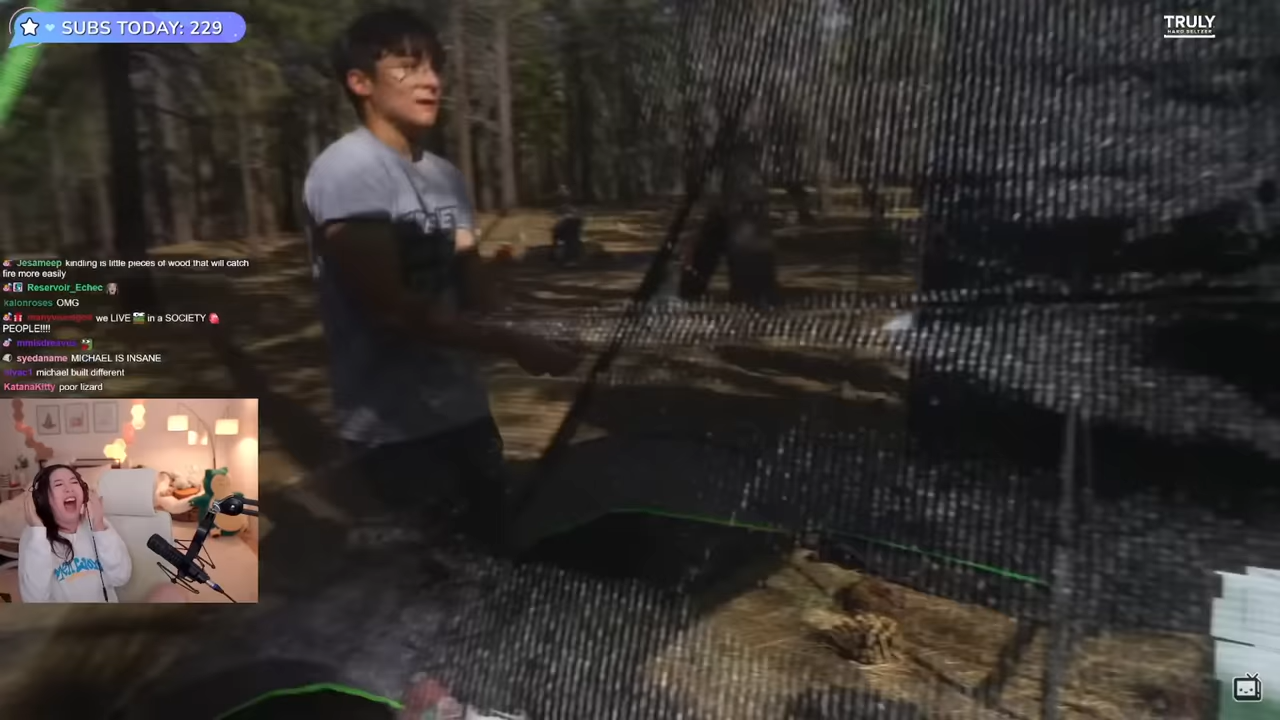 SUBS TODAY: 229
TRULY
HARD SELTZER
Jesameep kindling is little pieces of wood that will catch
fire more easily
Reservoir_Echec
kalonroses OMG
we LIVE in a SOCIETY
PEOPLE!!!!
syedaname MICHAEL IS INSANE
michael built different
KatanaKitty poor lizard